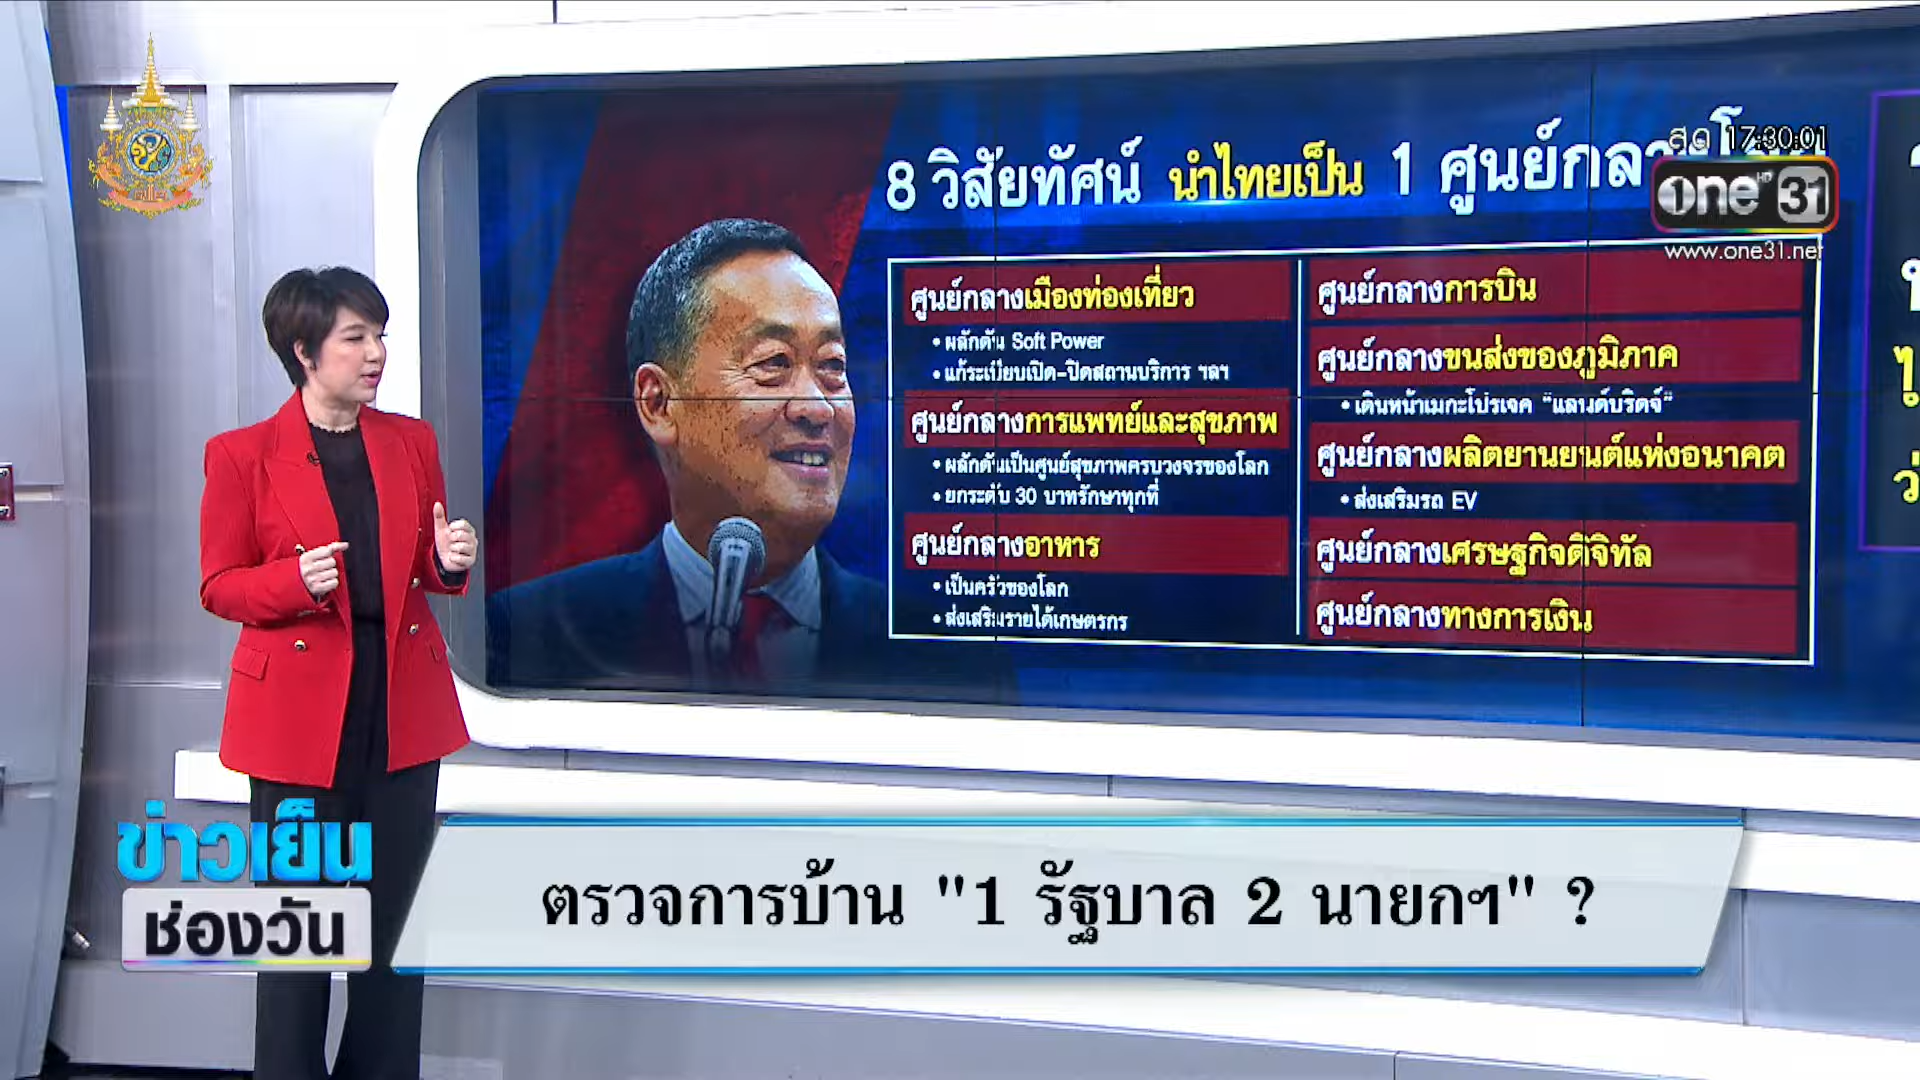 สด 17:30:01
one HD 31
www.one31.net
8 วิสัยทัศน์ นำไทยเป็น 1 ศูนย์กลางโลก
ศูนย์กลางเมืองท่องเที่ยว
• ผลักดัน Soft Power
• แก้ระเบียบเปิด-ปิดสถานบริการ ฯลฯ
ศูนย์กลางการแพทย์และสุขภาพ
• ผลักดันเป็นศูนย์สุขภาพครบวงจรของโลก
• ยกระดับ 30 บาทรักษาทุกที่
ศูนย์กลางอาหาร
• เป็นครัวของโลก
• ส่งเสริมรายได้เกษตรกร
ศูนย์กลางการบิน
ศูนย์กลางขนส่งของภูมิภาค
• เดินหน้าเมกะโปรเจค "แลนด์บริดจ์"
ศูนย์กลางผลิตยานยนต์แห่งอนาคต
• ส่งเสริมรถ EV
ศูนย์กลางเศรษฐกิจดิจิทัล
ศูนย์กลางทางการเงิน
ข่าวเย็น
ช่องวัน
ตรวจการบ้าน "1 รัฐบาล 2 นายกฯ" ?